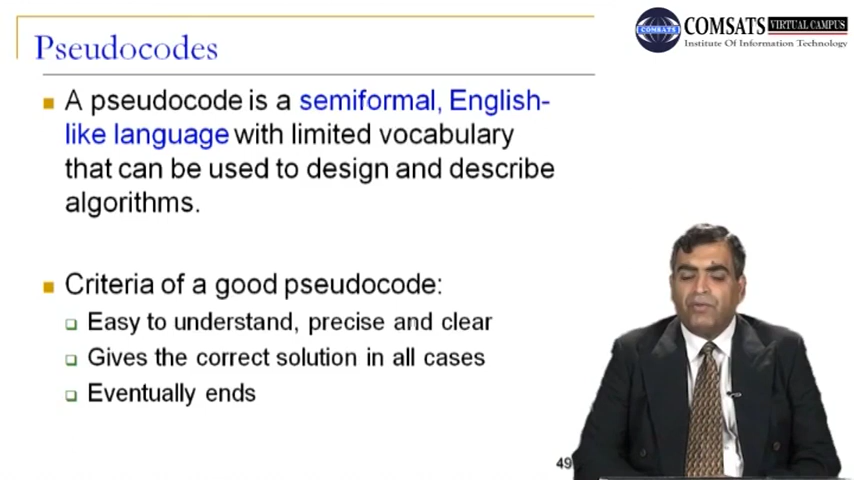 COMSATS VIRTUAL CAMPUS
COMSATS
Institute Of Information Technology
Pseudocodes
A pseudocode is a semiformal, English-
like language with limited vocabulary
that can be used to design and describe
algorithms.
Criteria of a good pseudocode:
Easy to understand, precise and clear
Gives the correct solution in all cases
Eventually ends
49